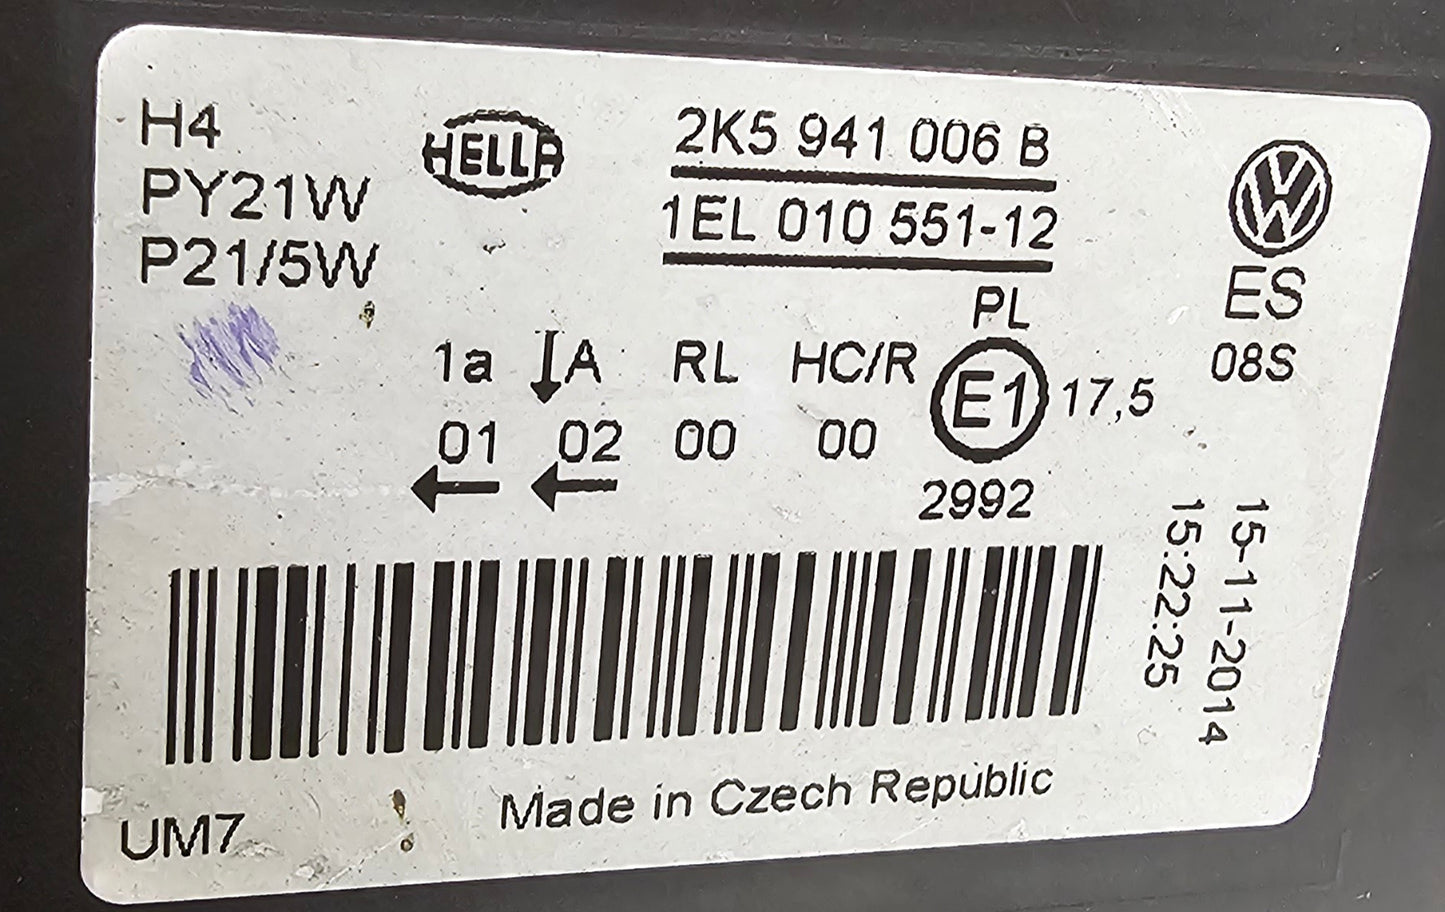 H4
PY21W
P21/5W
HELLA
2K5 941 006 B
1EL 010 551-12
VW
ES
08S
PL
1a A RL HC/R E1 17,5
01 02 00 00
2992
15-11-2014
15:22:25
Made in Czech Republic
UM7